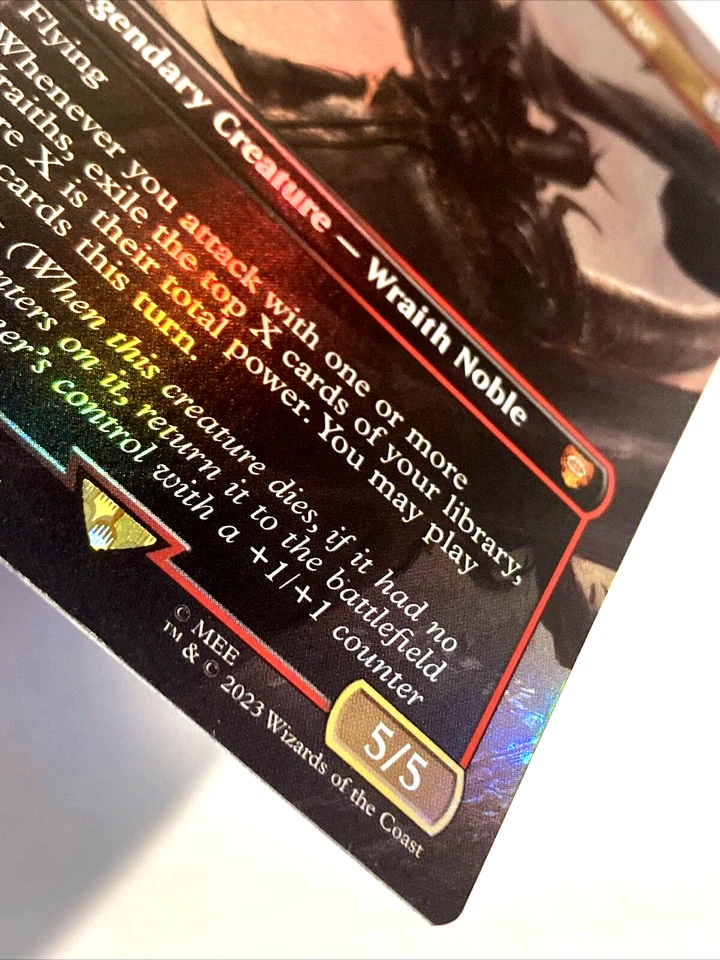 gendary Creature — Wraith Noble
Flying
Whenever you attack with one or more
Wraiths, exile the top X cards of your library,
re X is their total power. You may play
cards this turn.
(When this creature dies, if it had no
nters on it, return it to the battlefield
ner's control with a +1/+1 counter
5/5
© MEE
™ & © 2023 Wizards of the Coast